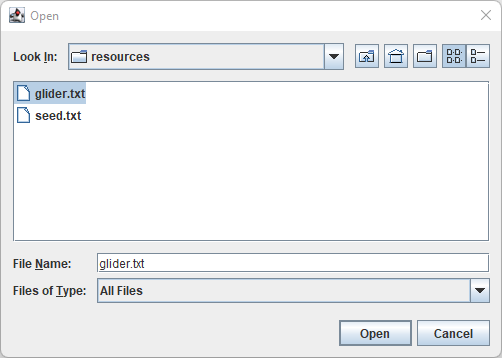 Open
Look In: resources
glider.txt
seed.txt
File Name: glider.txt
Files of Type: All Files
Open Cancel